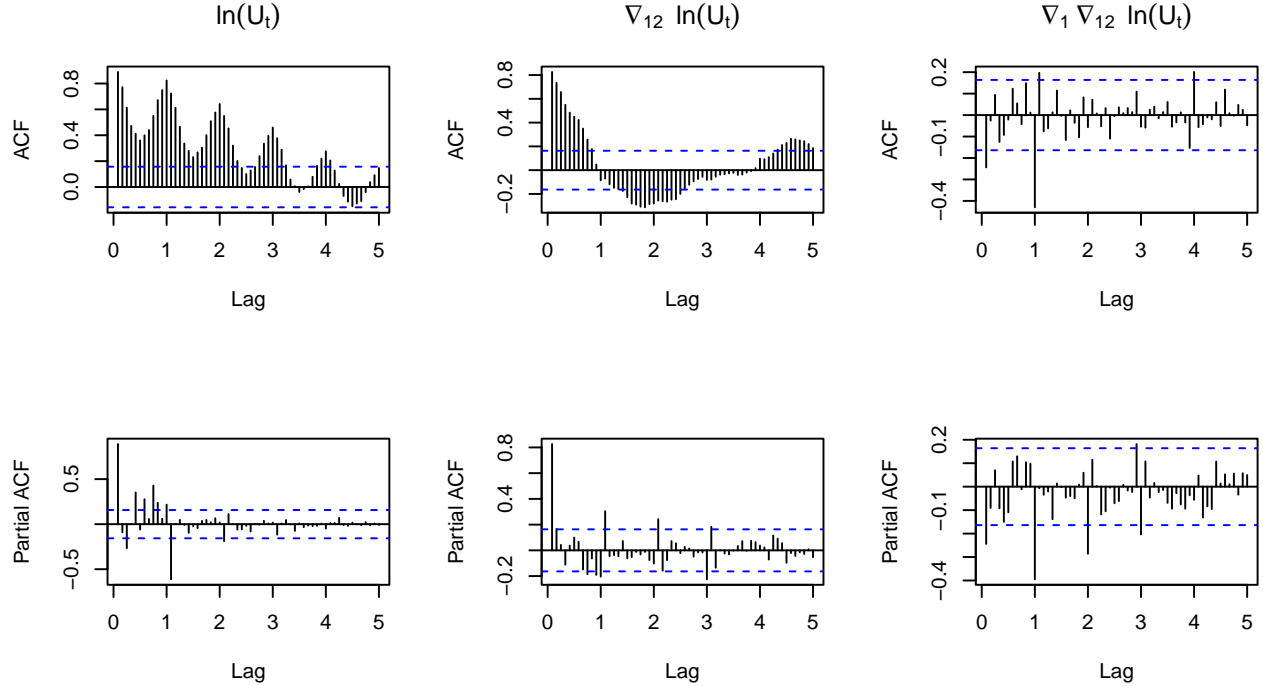 ln(Uₜ)
∇₁₂ ln(Uₜ)
∇₁ ∇₁₂ ln(Uₜ)
ACF
0.0 0.4 0.8
0 1 2 3 4 5
Lag
ACF
−0.2 0.4 0.8
0 1 2 3 4 5
Lag
ACF
−0.4 −0.1 0.2
0 1 2 3 4 5
Lag
Partial ACF
−0.5 0.5
0 1 2 3 4 5
Lag
Partial ACF
−0.2 0.4 0.8
0 1 2 3 4 5
Lag
Partial ACF
−0.4 −0.1 0.2
0 1 2 3 4 5
Lag